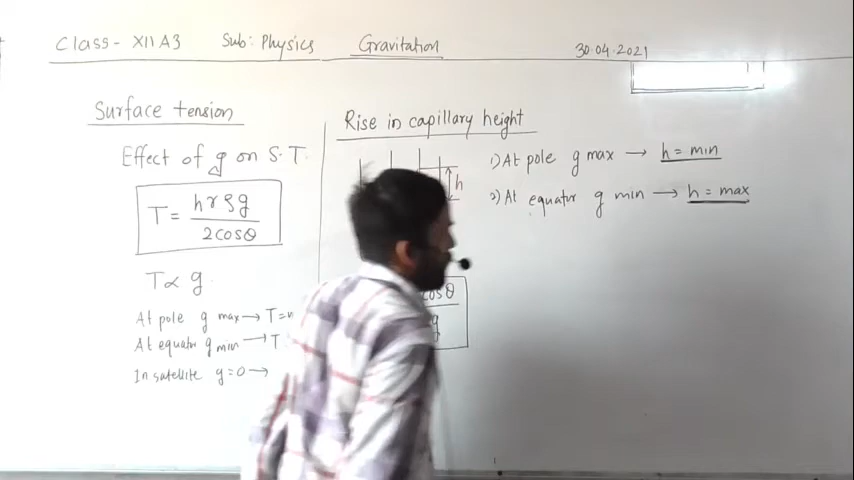 Class- XII A3 Sub: Physics Gravitation 30.04.2021
Surface tension
Effect of g on S.T.
T = hrρg / 2cosθ
T ∝ g.
At pole g max → T=
At equator g min → T
In satellite g=0 →
Rise in capillary height
h
cosθ
g
1) At pole g max → h = min
2) At equator g min → h = max